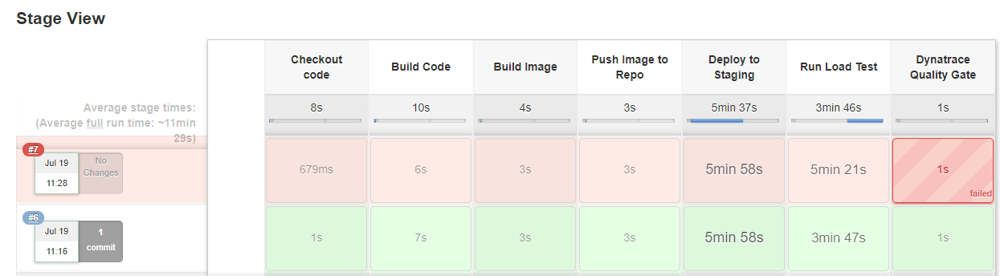 Stage View
Checkout
code
Build Code
Build Image
Push Image to
Repo
Deploy to
Staging
Run Load Test
Dynatrace
Quality Gate
Average stage times:
(Average full run time: ~11min
29s)
8s
10s
4s
3s
5min 37s
3min 46s
1s
#7
Jul 19
11:28
No
Changes
679ms
6s
3s
3s
5min 58s
5min 21s
1s
failed
#6
Jul 19
11:16
1
commit
1s
7s
3s
3s
5min 58s
3min 47s
1s